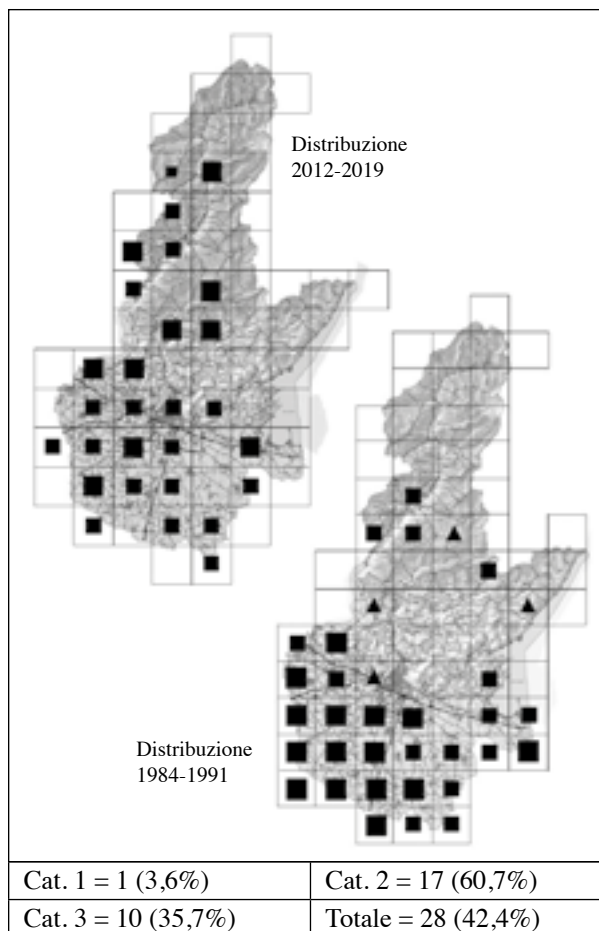 Distribuzione
2012-2019
Distribuzione
1984-1991
Cat. 1 = 1 (3,6%)
Cat. 2 = 17 (60,7%)
Cat. 3 = 10 (35,7%)
Totale = 28 (42,4%)